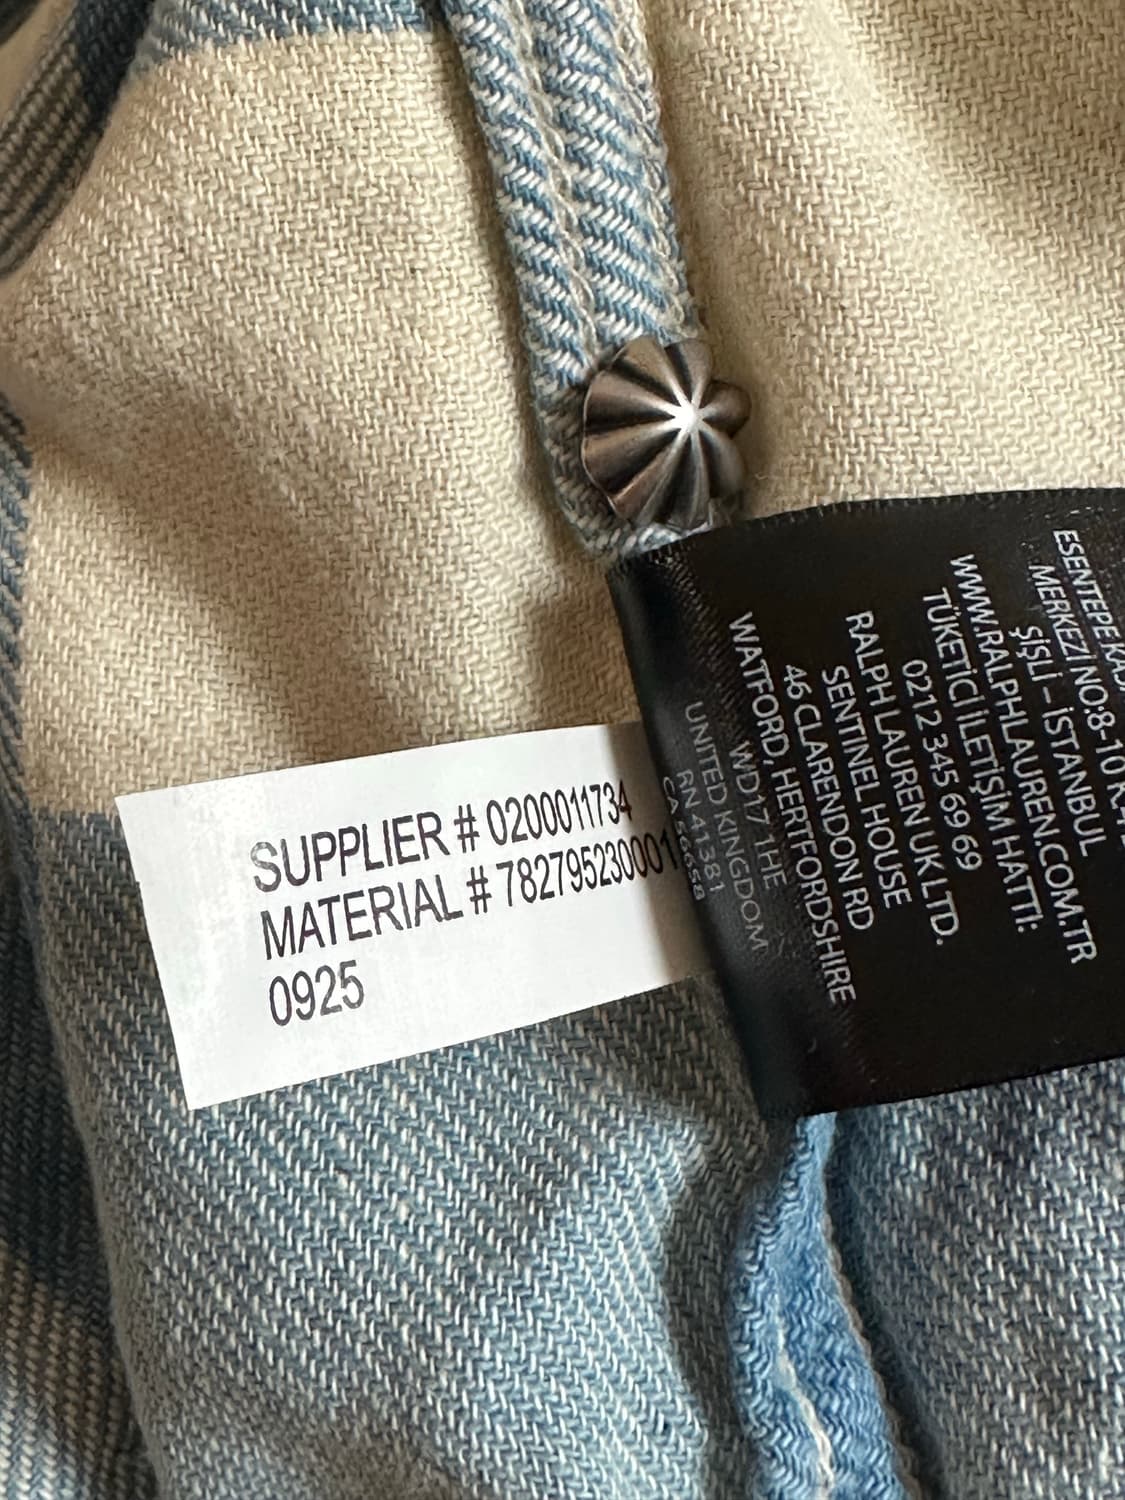 SUPPLIER # 0200011734
MATERIAL # 782795230001
0925
ESENTEPE
MERKEZİ NO:8-10
ŞİŞLİ – İSTANBUL
WWW.RALPHLAUREN.COM.TR
TÜKETİCİ İLETİŞİM HATTI:
0212 345 69 69
RALPH LAUREN UK LTD.
SENTINEL HOUSE
46 CLARENDON RD
WATFORD, HERTFORDSHIRE
WD17 1HE
UNITED KINGDOM
RN 41381
CA 56658